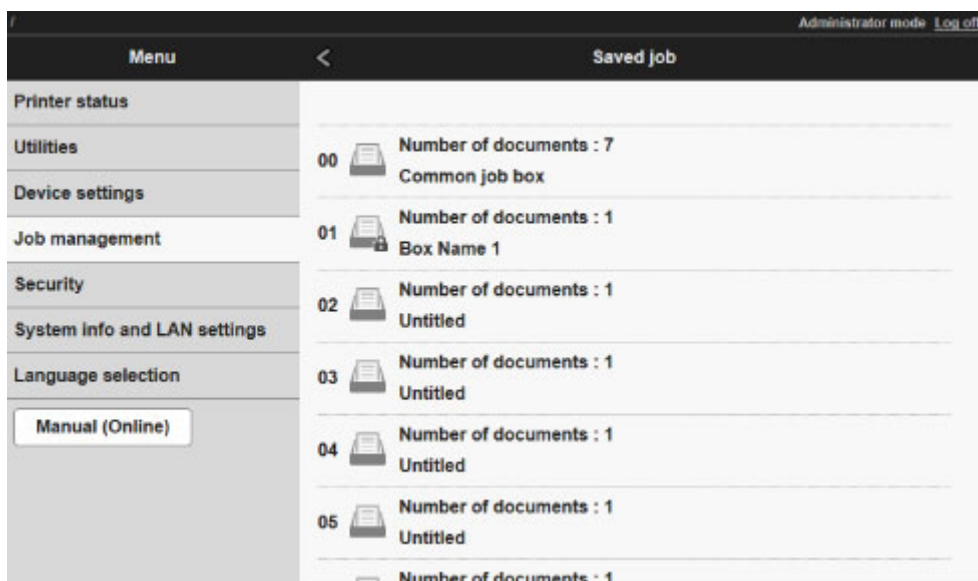 Administrator mode Log off
Menu
< Saved job
Printer status
Utilities
Device settings
Job management
Security
System info and LAN settings
Language selection
Manual (Online)
00 Number of documents : 7
Common job box
01 Number of documents : 1
Box Name 1
02 Number of documents : 1
Untitled
03 Number of documents : 1
Untitled
04 Number of documents : 1
Untitled
05 Number of documents : 1
Untitled
Number of documents : 1